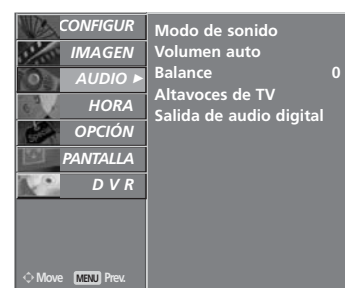 CONFIGUR
IMAGEN
AUDIO ►
HORA
OPCIÓN
PANTALLA
D V R
Modo de sonido
Volumen auto
Balance 0
Altavoces de TV
Salida de audio digital
Move MENU Prev.